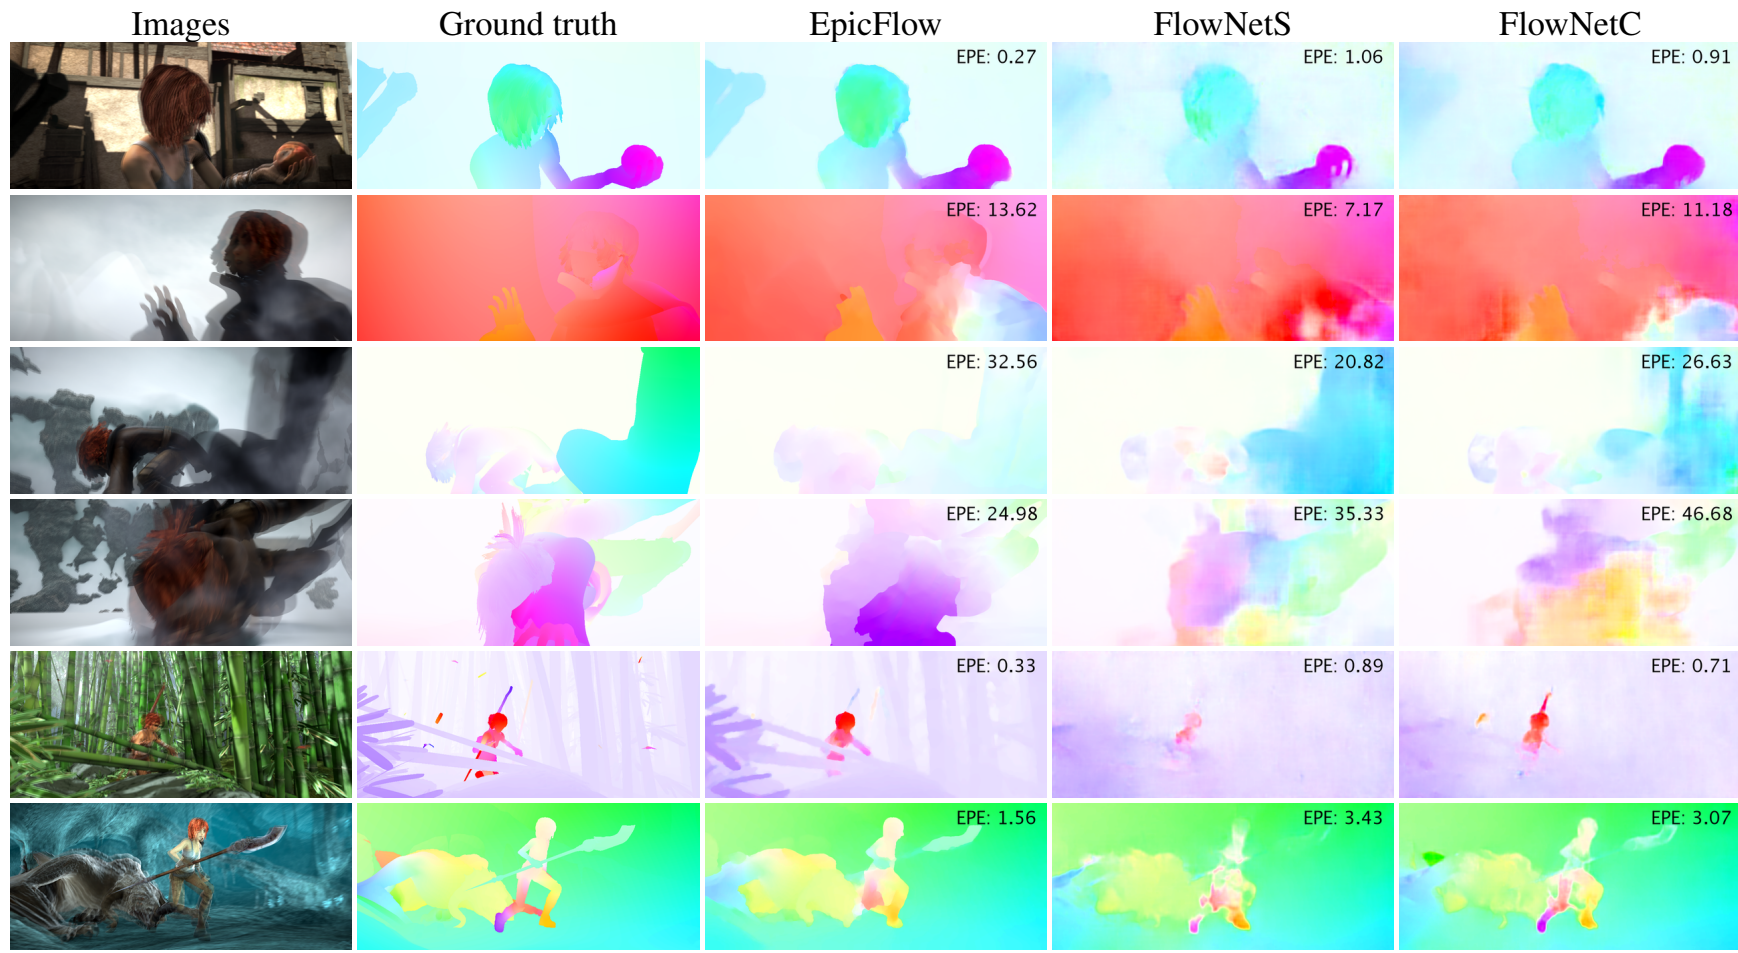 Images Ground truth EpicFlow FlowNetS FlowNetC
EPE: 0.27 EPE: 1.06 EPE: 0.91
EPE: 13.62 EPE: 7.17 EPE: 11.18
EPE: 32.56 EPE: 20.82 EPE: 26.63
EPE: 24.98 EPE: 35.33 EPE: 46.68
EPE: 0.33 EPE: 0.89 EPE: 0.71
EPE: 1.56 EPE: 3.43 EPE: 3.07